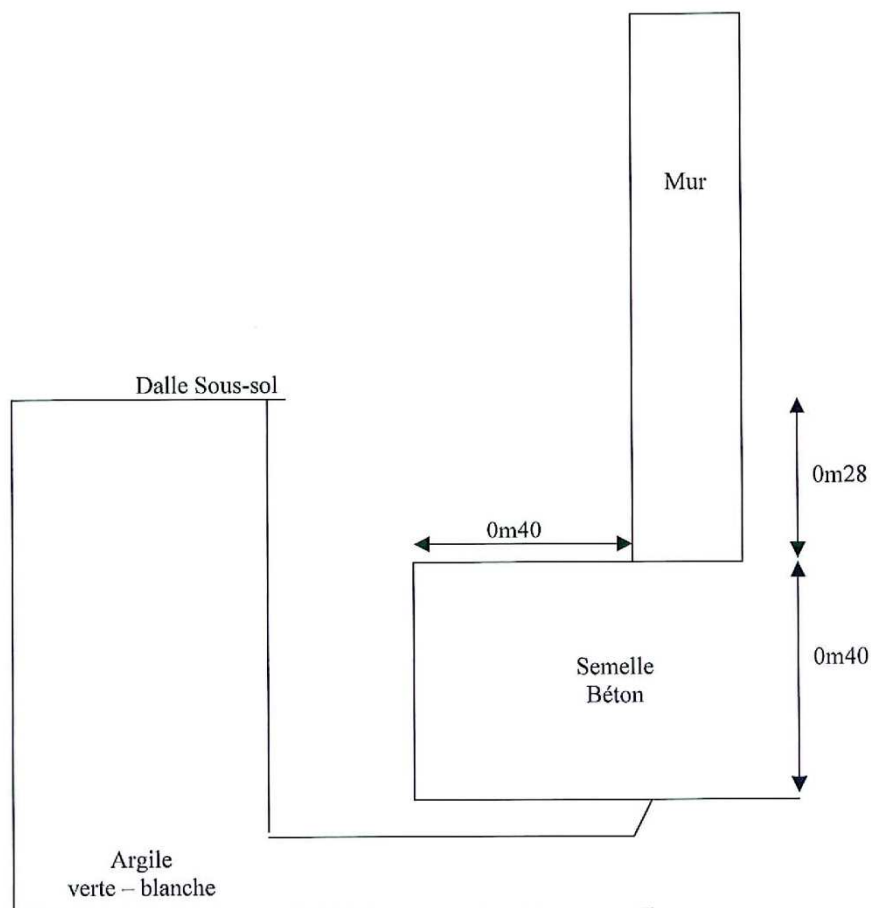 Mur
Dalle Sous-sol
0m28
0m40
Semelle
Béton
0m40
Argile
verte – blanche